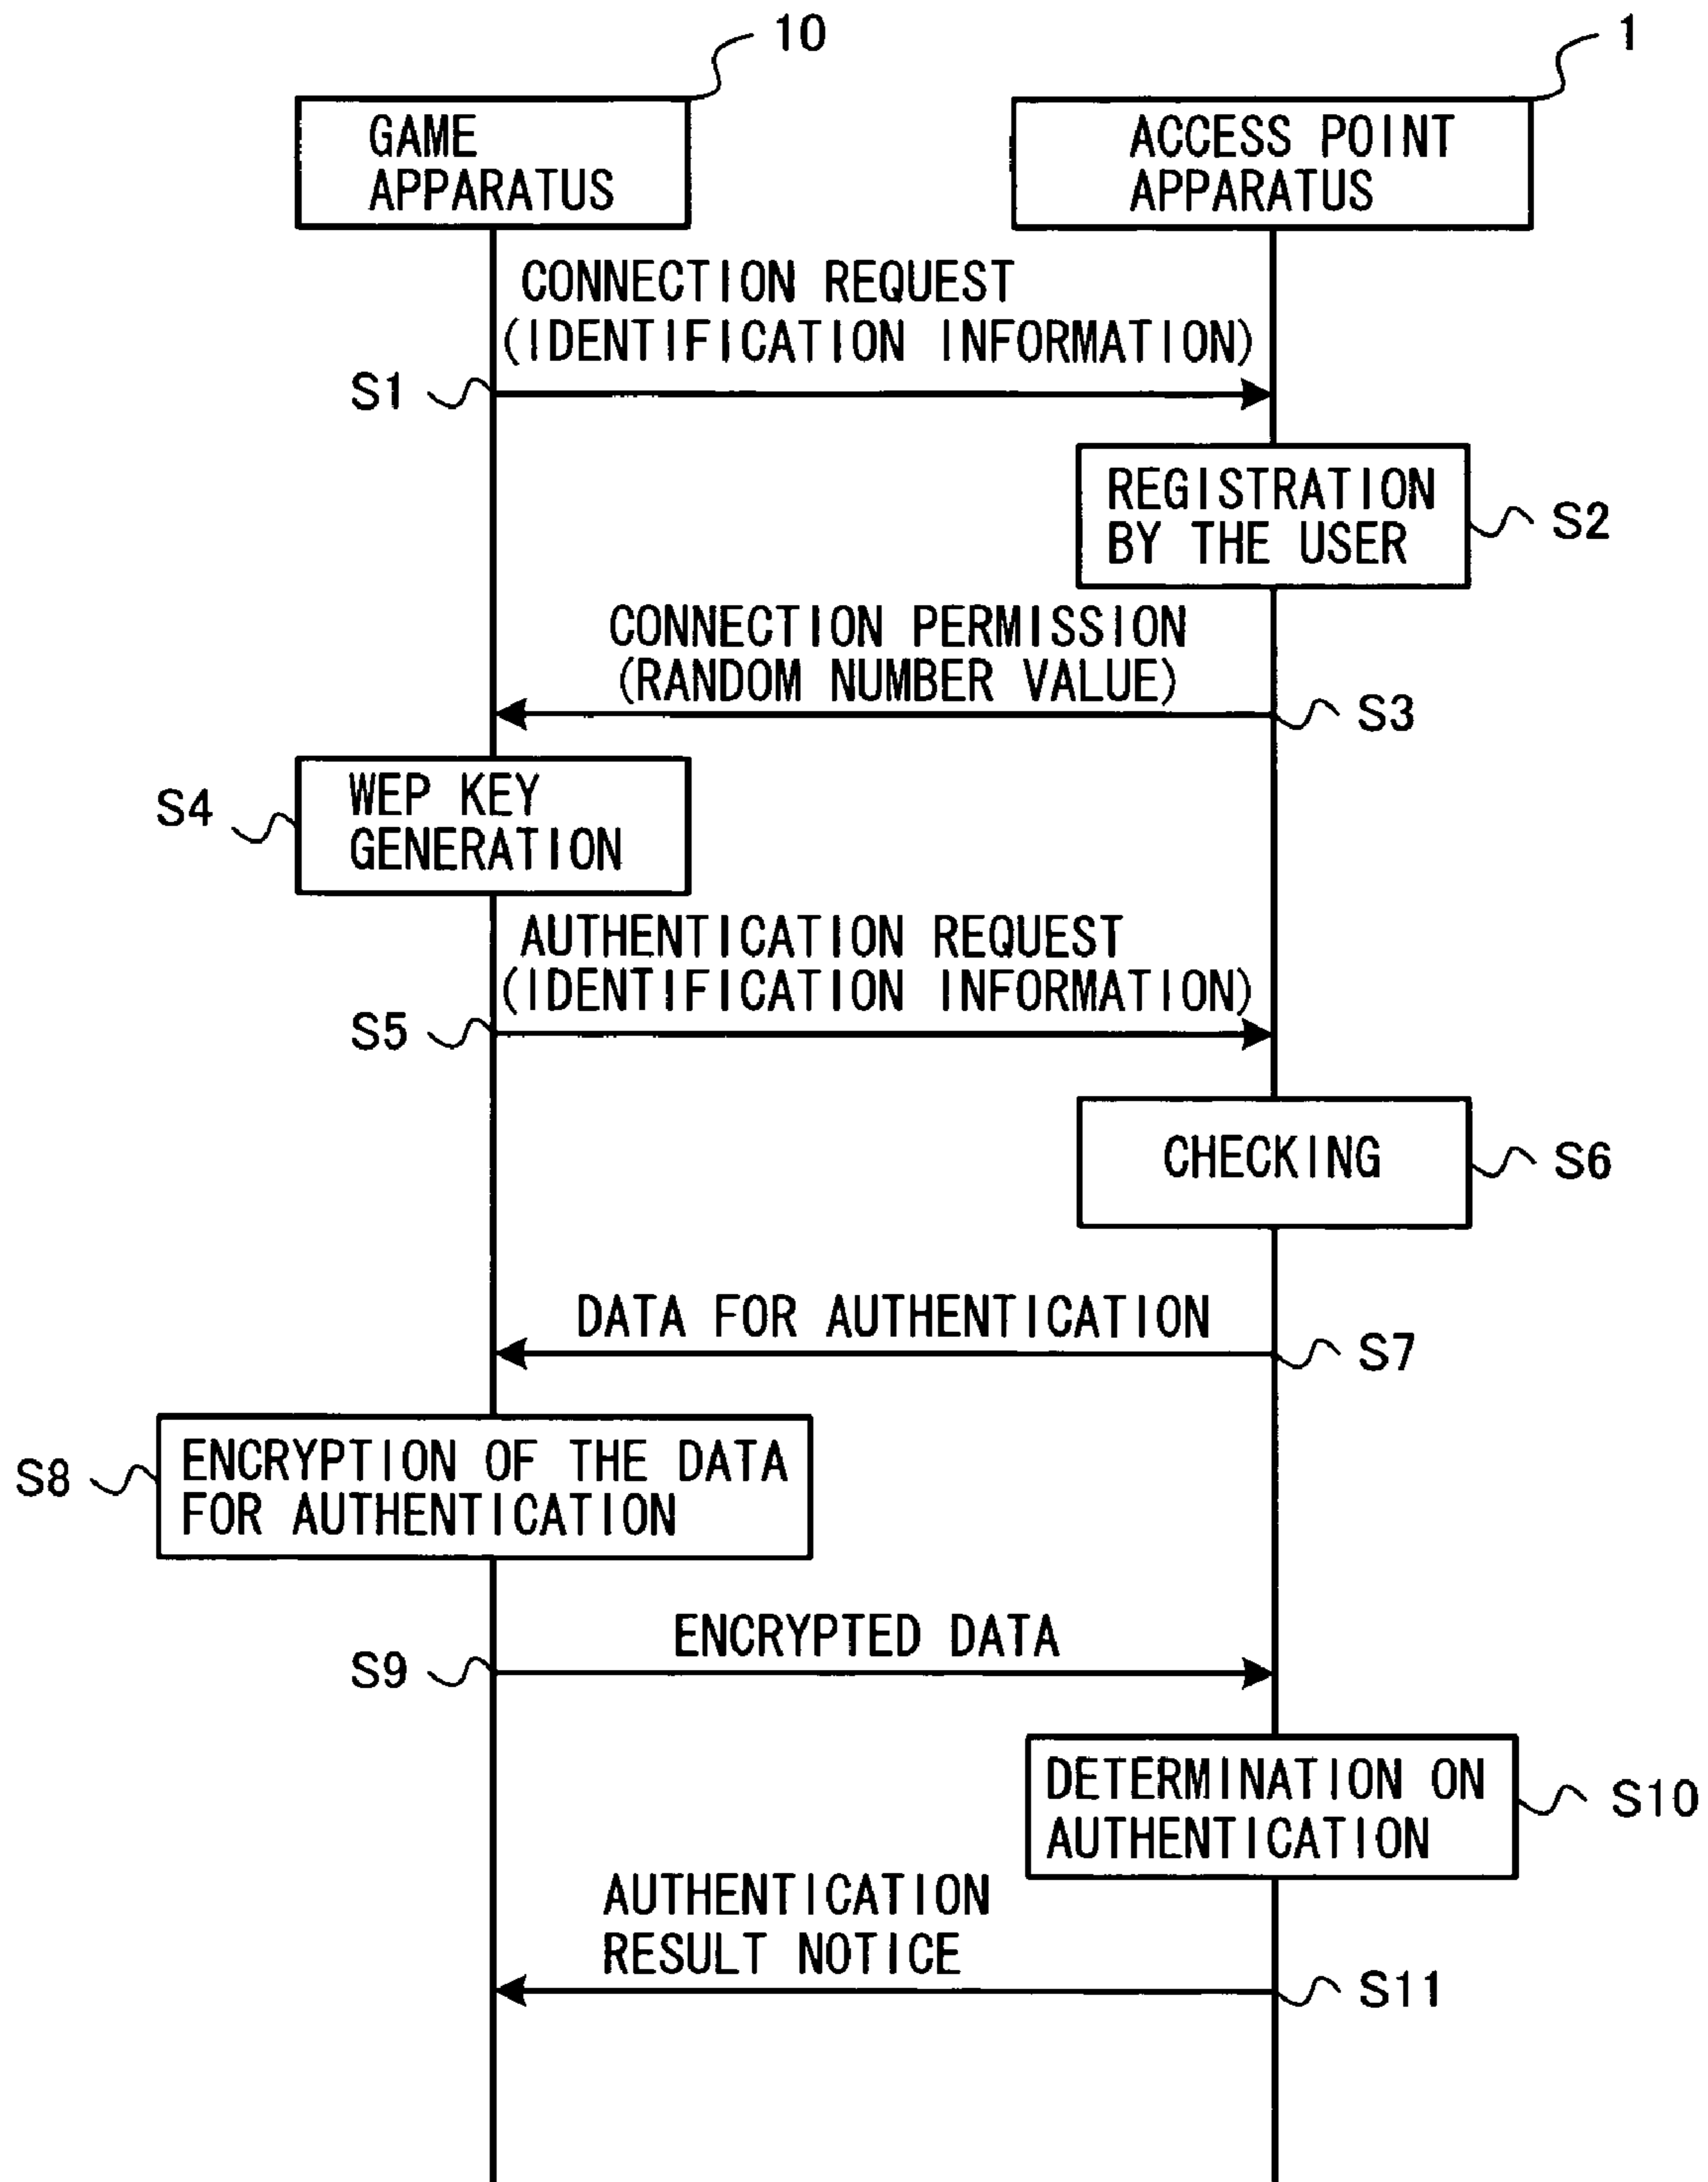 10
1
GAME
APPARATUS
ACCESS POINT
APPARATUS
CONNECTION REQUEST
(IDENTIFICATION INFORMATION)
S1
REGISTRATION
BY THE USER
S2
CONNECTION PERMISSION
(RANDOM NUMBER VALUE)
S3
WEP KEY
GENERATION
S4
AUTHENTICATION REQUEST
(IDENTIFICATION INFORMATION)
S5
CHECKING
S6
DATA FOR AUTHENTICATION
S7
S8
ENCRYPTION OF THE DATA
FOR AUTHENTICATION
ENCRYPTED DATA
S9
DETERMINATION ON
AUTHENTICATION
S10
AUTHENTICATION
RESULT NOTICE
S11